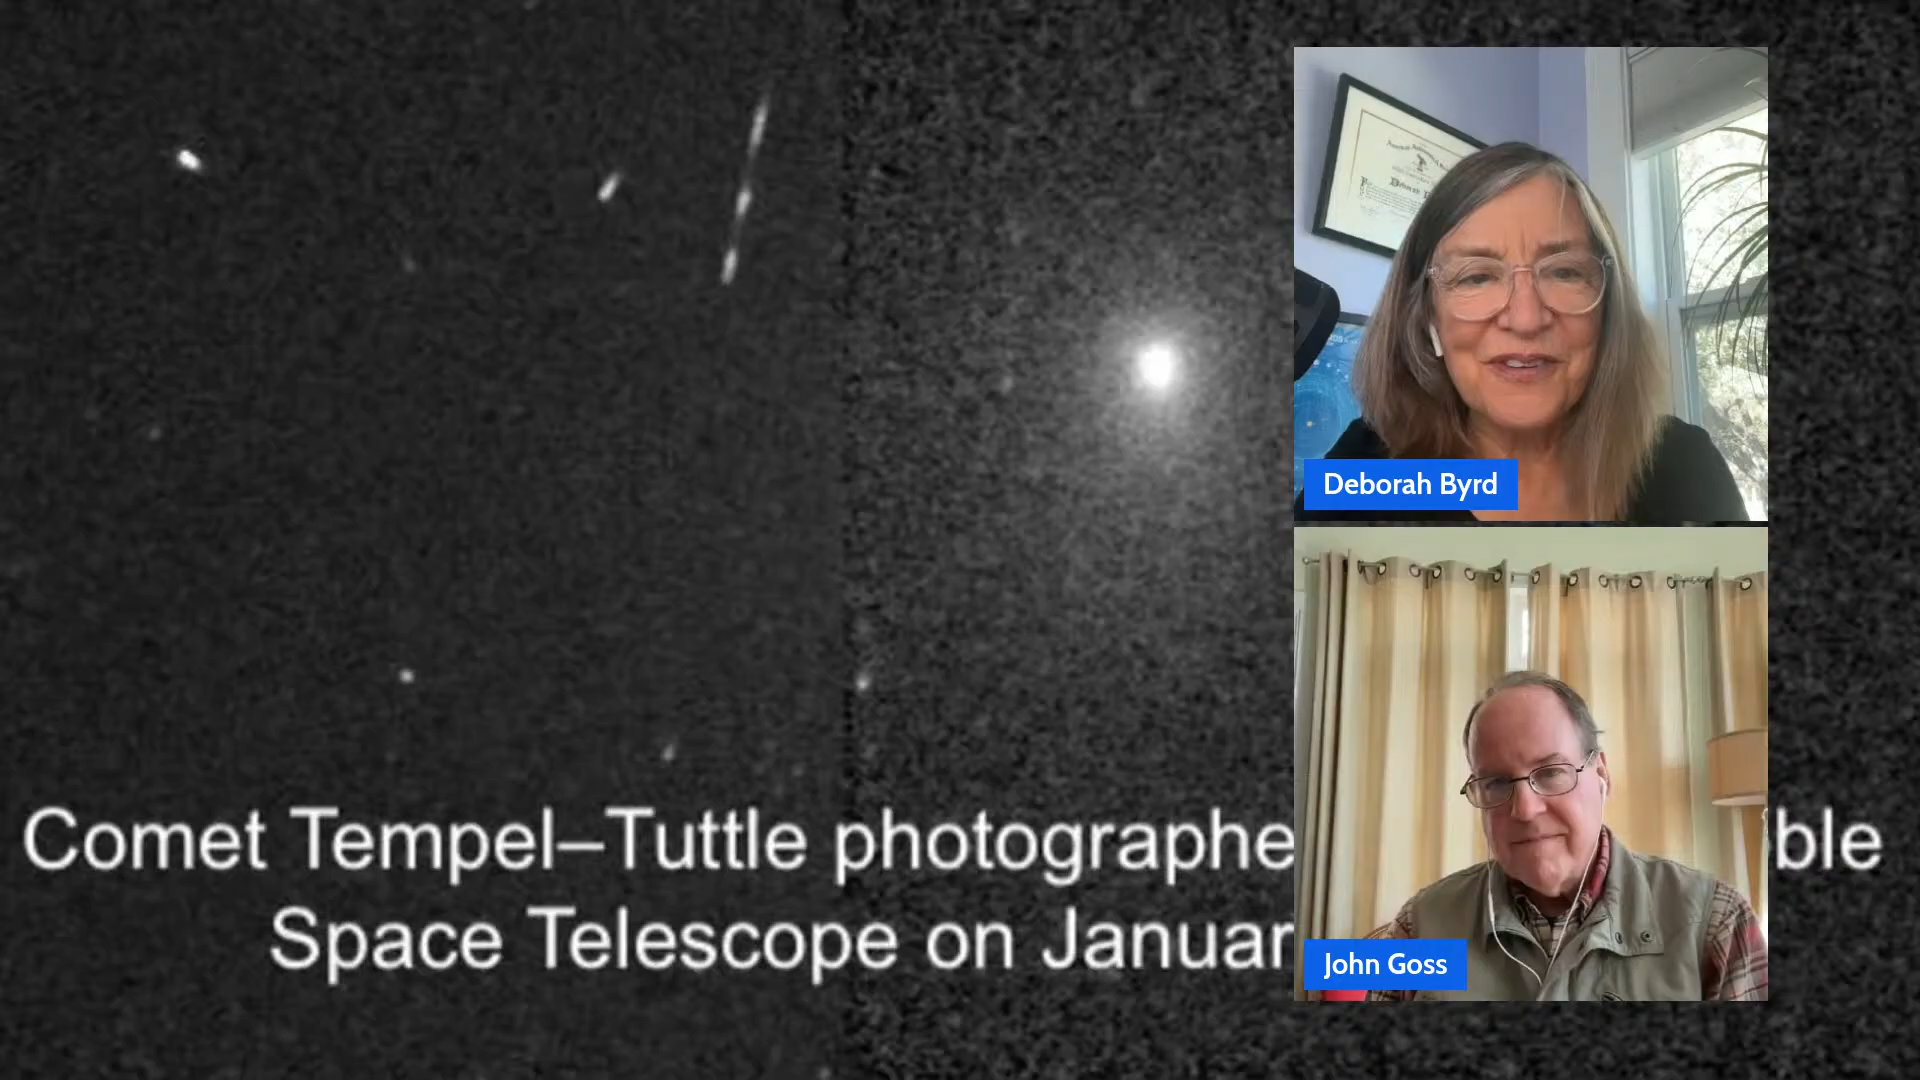 Deborah Byrd
Comet Tempel–Tuttle photographe
ble
Space Telescope on Januar
John Goss